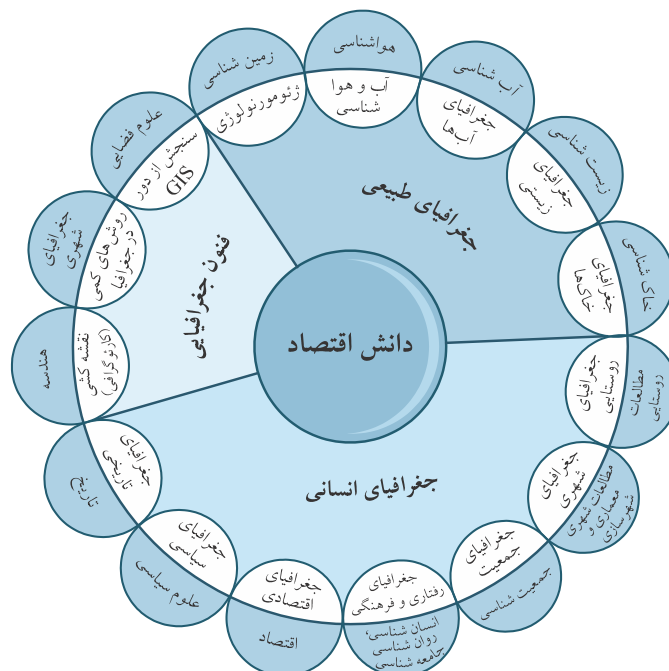 هواشناسی
آب و هوا
شناسی
آب شناسی
جغرافیای
آب‌ها
زیست شناسی
جغرافیای
زیستی
خاک شناسی
جغرافیای
خاک‌ها
مطالعات
روستایی
جغرافیای
روستایی
مطالعات شهری
معماری و
شهرسازی
جغرافیای
شهری
جمعیت شناسی
جغرافیای
جمعیت
جغرافیای
رفتاری و فرهنگی
انسان شناسی،
روان شناسی
جامعه شناسی
جغرافیای
اقتصادی
اقتصاد
جغرافیای
سیاسی
علوم سیاسی
جغرافیای
تاریخی
تاریخ
نقشه کشی
(کارتوگرافی)
هندسه
روش‌های کمی
در جغرافیا
جغرافیای
شهری
سنجش از دور
GIS
علوم فضایی
ژئومورنولوژی
زمین شناسی
جغرافیای طبیعی
فنون جغرافیایی
دانش اقتصاد
جغرافیای انسانی